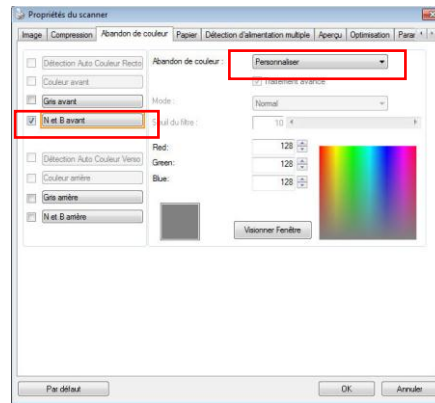 Propriétés du scanner
Image Compression Abandon de couleur Papier Détection d'alimentation multiple Aperçu Optimisation Parar
Détection Auto Couleur Recto
Abandon de couleur :
Personnaliser
Couleur avant
Traitement avancé
Gris avant
Mode :
Normal
N et B avant
Seuil du filtre :
10
Red:
128
Détection Auto Couleur Verso
Green:
128
Couleur arrière
Blue:
128
Gris arrière
N et B arrière
Visionner Fenêtre
Par défaut
OK
Annuler